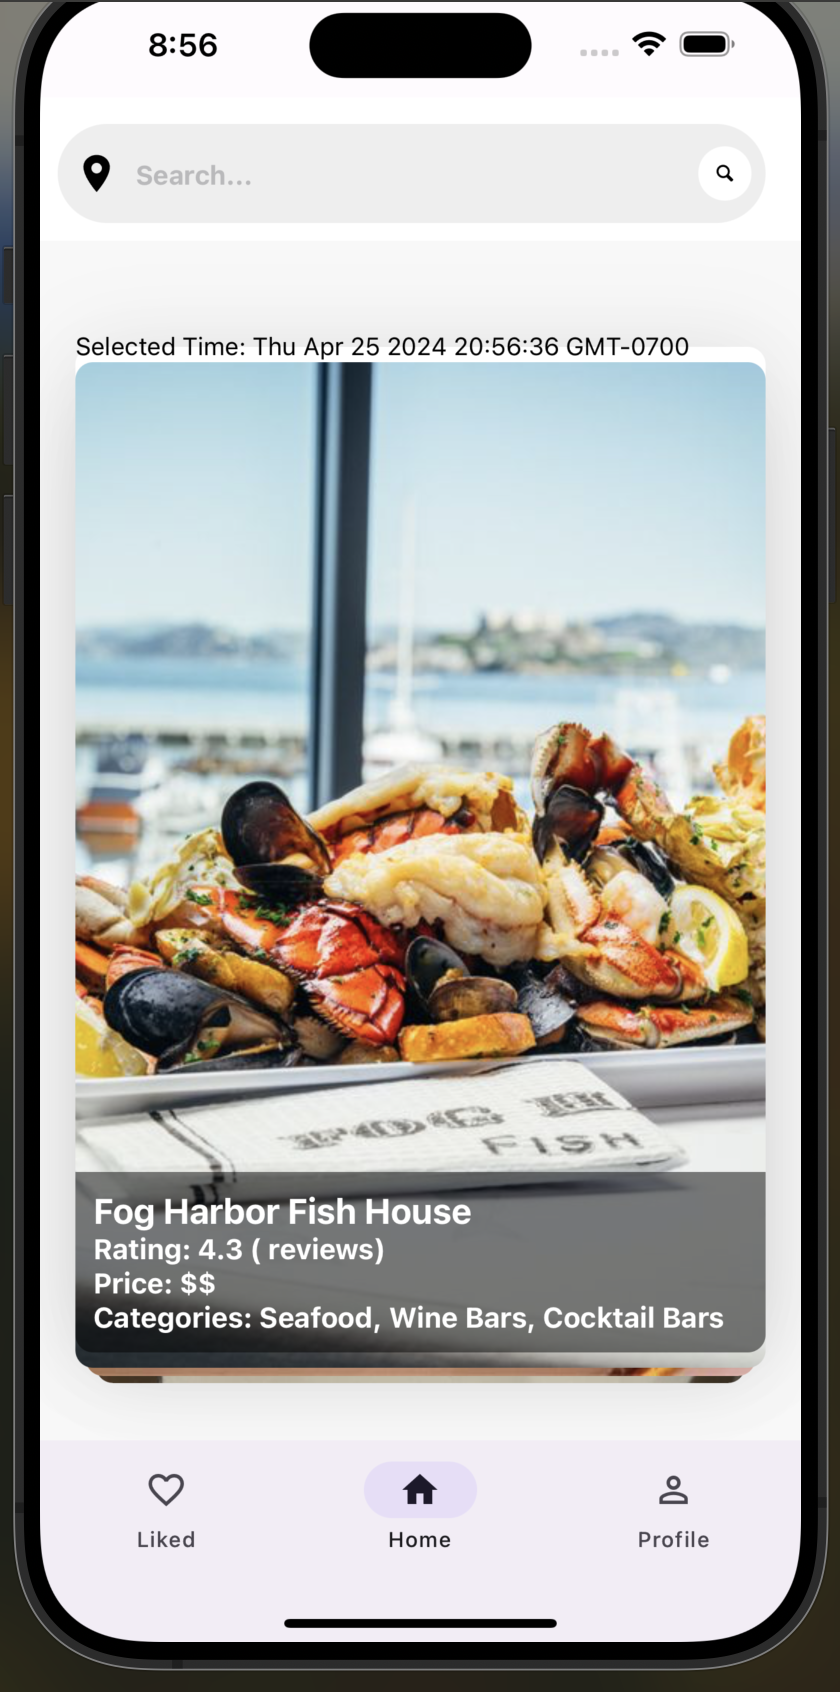 8:56
Search...
Selected Time: Thu Apr 25 2024 20:56:36 GMT-0700
FOG H
FISH
Fog Harbor Fish House
Rating: 4.3 ( reviews)
Price: $$
Categories: Seafood, Wine Bars, Cocktail Bars
Liked
Home
Profile